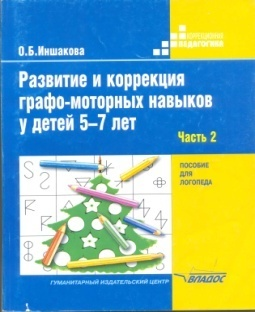 КОРРЕКЦИОННАЯ
ПЕДАГОГИКА
О.Б.Иншакова
Развитие и коррекция
графо-моторных навыков
у детей 5–7 лет
Часть 2
ПОСОБИЕ
ДЛЯ
ЛОГОПЕДА
ГУМАНИТАРНЫЙ ИЗДАТЕЛЬСКИЙ ЦЕНТР
ВЛАДОС